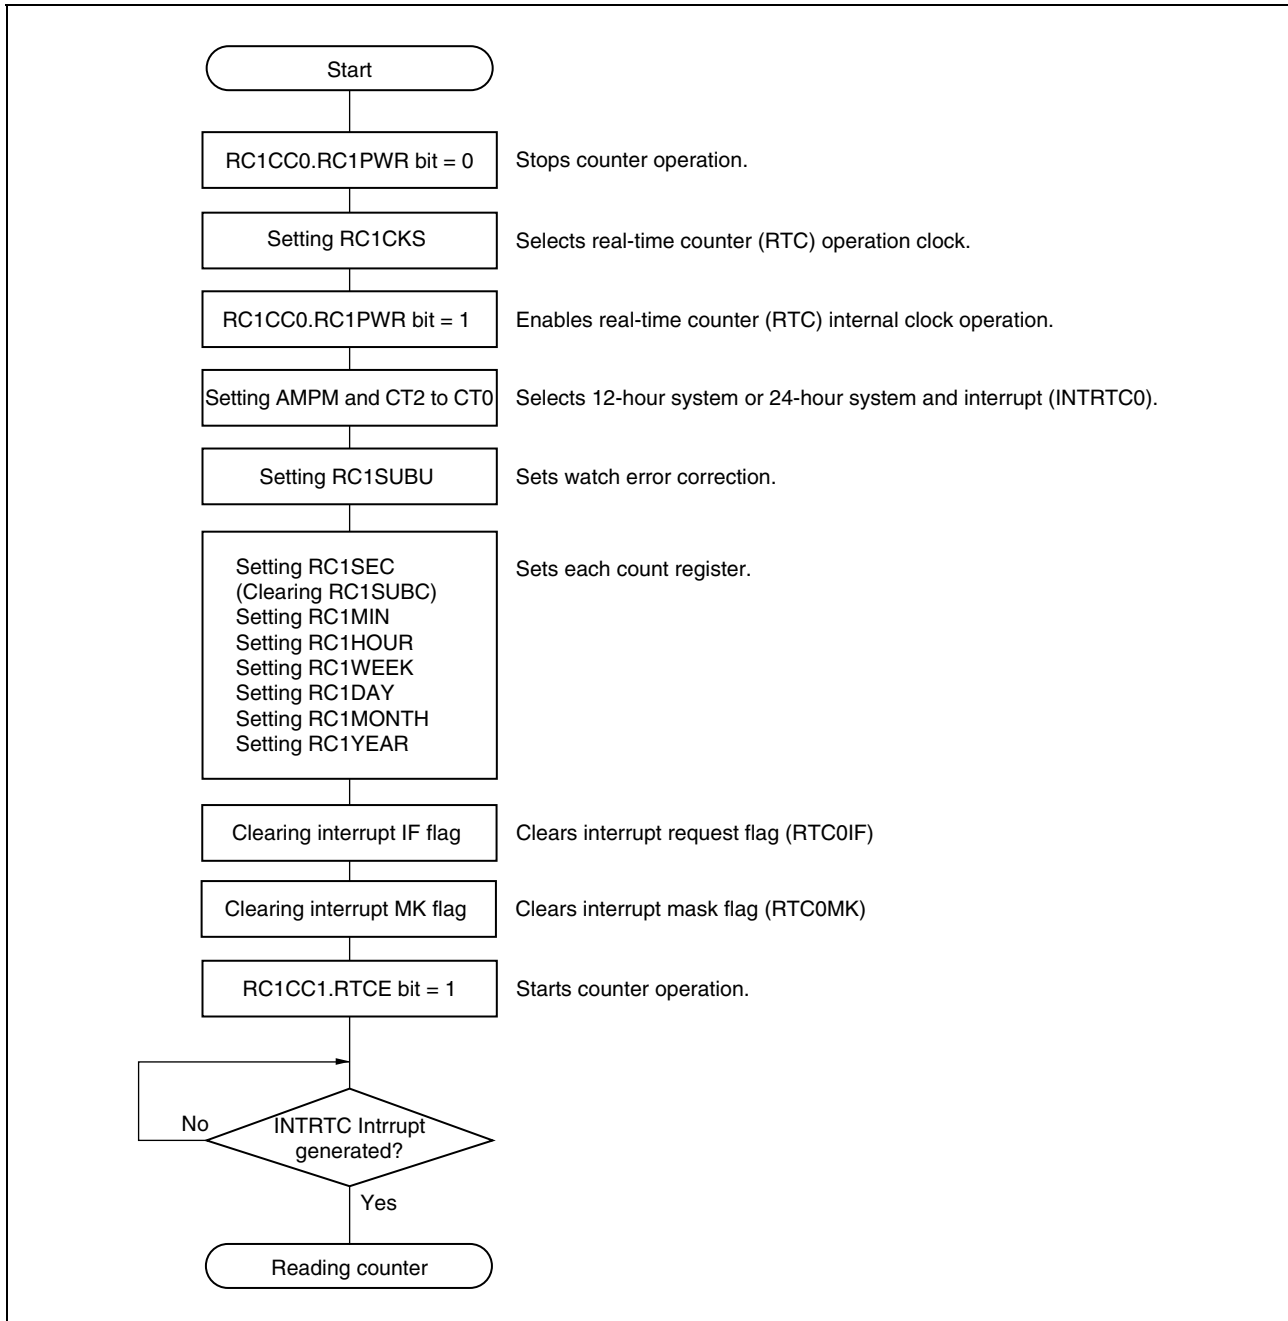 Start
RC1CC0.RC1PWR bit = 0
Stops counter operation.
Setting RC1CKS
Selects real-time counter (RTC) operation clock.
RC1CC0.RC1PWR bit = 1
Enables real-time counter (RTC) internal clock operation.
Setting AMPM and CT2 to CT0
Selects 12-hour system or 24-hour system and interrupt (INTRTC0).
Setting RC1SUBU
Sets watch error correction.
Setting RC1SEC
(Clearing RC1SUBC)
Setting RC1MIN
Setting RC1HOUR
Setting RC1WEEK
Setting RC1DAY
Setting RC1MONTH
Setting RC1YEAR
Sets each count register.
Clearing interrupt IF flag
Clears interrupt request flag (RTC0IF)
Clearing interrupt MK flag
Clears interrupt mask flag (RTC0MK)
RC1CC1.RTCE bit = 1
Starts counter operation.
No
INTRTC Intrrupt
generated?
Yes
Reading counter